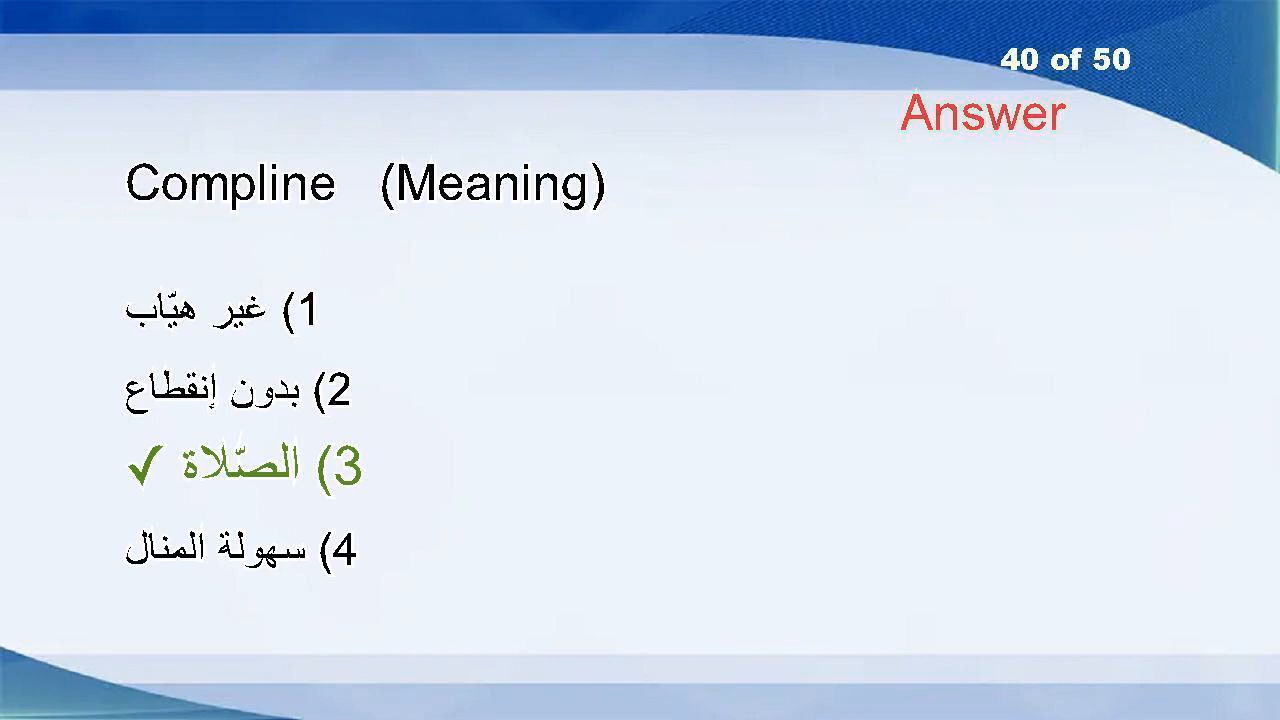 40 of 50
Answer
Compline (Meaning)
1) غير هيّاب
2) بدون إنقطاع
3) الصّلاة ✓
4) سهولة المنال